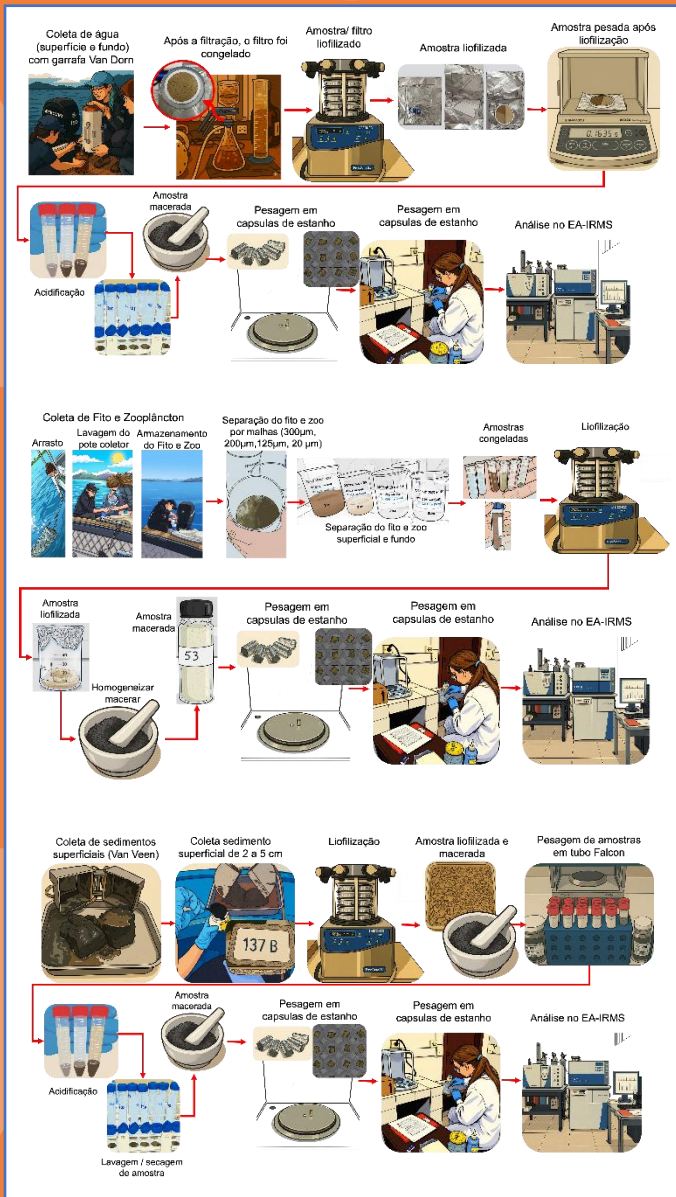 Coleta de água
(superfície e fundo)
com garrafa Van Dorn
Após a filtração, o filtro foi
congelado
Amostra/ filtro
liofilizado
Amostra liofilizada
Amostra pesada após
liofilização
0.1635
Acidificação
Amostra
macerada
Pesagem em
capsulas de estanho
Pesagem em
capsulas de estanho
Análise no EA-IRMS
Coleta de Fito e Zooplâncton
Arrasto
Lavagem do
pote coletor
Armazenamento
do Fito e Zoo
Separação do fito e zoo
por malhas (300µm,
200µm,125µm, 20 µm)
Separação do fito e zoo
superficial e fundo
Amostras
congeladas
Liofilização
Amostra
liofilizada
Homogeneizar
macerar
Amostra
macerada
53
Pesagem em
capsulas de estanho
Pesagem em
capsulas de estanho
Análise no EA-IRMS
Coleta de sedimentos
superficiais (Van Veen)
Coleta sedimento
superficial de 2 a 5 cm
137 B
Liofilização
Amostra liofilizada e
macerada
Pesagem de amostras
em tubo Falcon
Acidificação
Lavagem / secagem
de amostra
Amostra
macerada
Pesagem em
capsulas de estanho
Pesagem em
capsulas de estanho
Análise no EA-IRMS